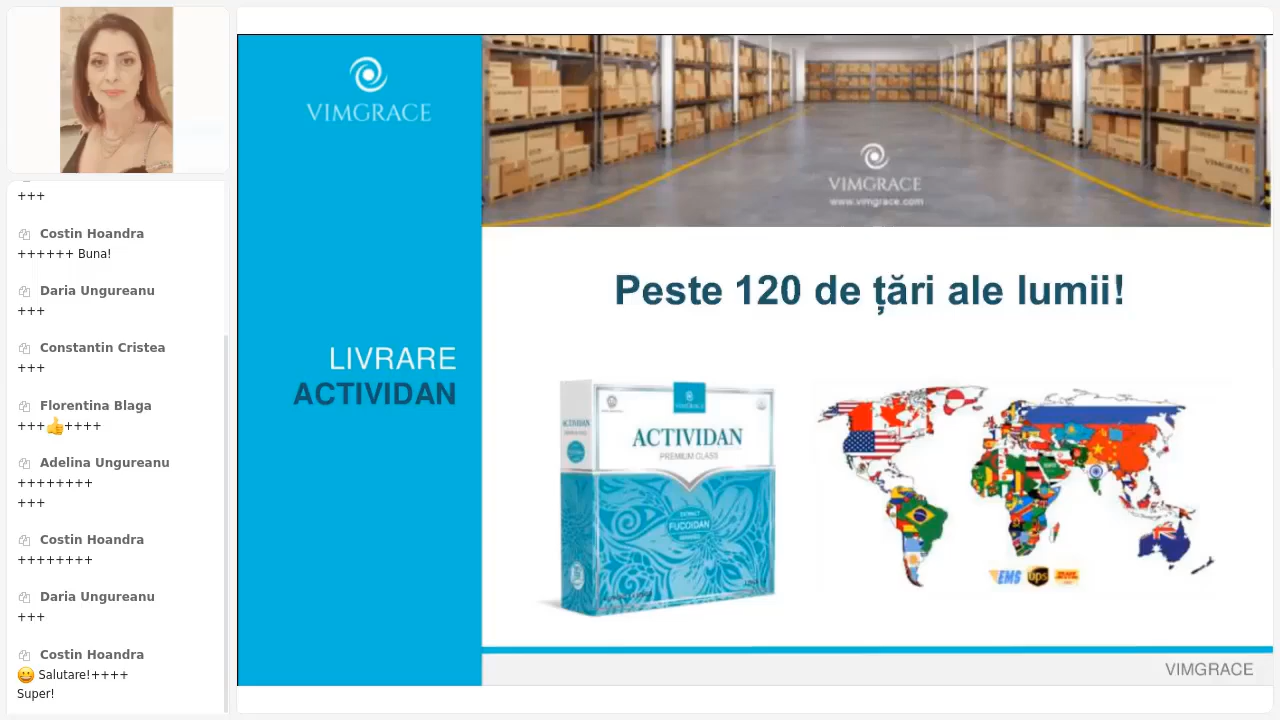 +++
Costin Hoandra
++++++ Buna!
Daria Ungureanu
+++
Constantin Cristea
+++
Florentina Blaga
+++👍++++
Adelina Ungureanu
++++++++
+++
Costin Hoandra
++++++++
Daria Ungureanu
+++
Costin Hoandra
😀 Salutare!++++
Super!
VIMGRACE
LIVRARE
ACTIVIDAN
VIMGRACE
www.vimgrace.com
Peste 120 de țări ale lumii!
VIMGRACE
ACTIVIDAN
PREMIUM CLASS
FUCOIDAN
ACTIVIDAN
EMS
UPS
VIMGRACE